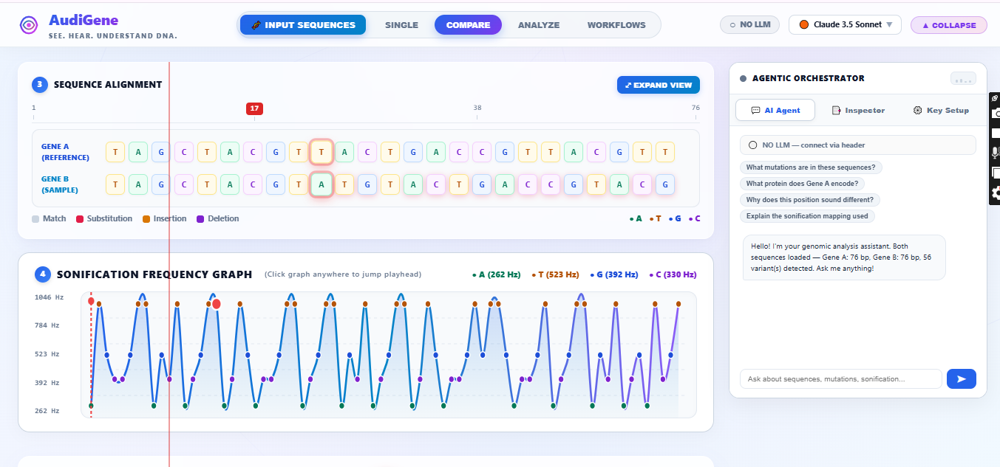 AudiGene
SEE. HEAR. UNDERSTAND DNA.
INPUT SEQUENCES
SINGLE
COMPARE
ANALYZE
WORKFLOWS
NO LLM
Claude 3.5 Sonnet ▼
▲ COLLAPSE
3 SEQUENCE ALIGNMENT
EXPAND VIEW
1 17 38 76
GENE A
(REFERENCE)
T A G C T A C G T T A C T G A C C G T T A C G T T
GENE B
(SAMPLE)
T A G C T A C G T A T G T A C T G A C C G T A C G
Match Substitution Insertion Deletion
• A • T • G • C
4 SONIFICATION FREQUENCY GRAPH (Click graph anywhere to jump playhead)
• A (262 Hz) • T (523 Hz) • G (392 Hz) • C (330 Hz)
1046 Hz
784 Hz
523 Hz
392 Hz
262 Hz
AGENTIC ORCHESTRATOR
AI Agent
Inspector
Key Setup
NO LLM — connect via header
What mutations are in these sequences?
What protein does Gene A encode?
Why does this position sound different?
Explain the sonification mapping used
Hello! I'm your genomic analysis assistant. Both
sequences loaded — Gene A: 76 bp, Gene B: 76 bp, 56
variant(s) detected. Ask me anything!
Ask about sequences, mutations, sonification...